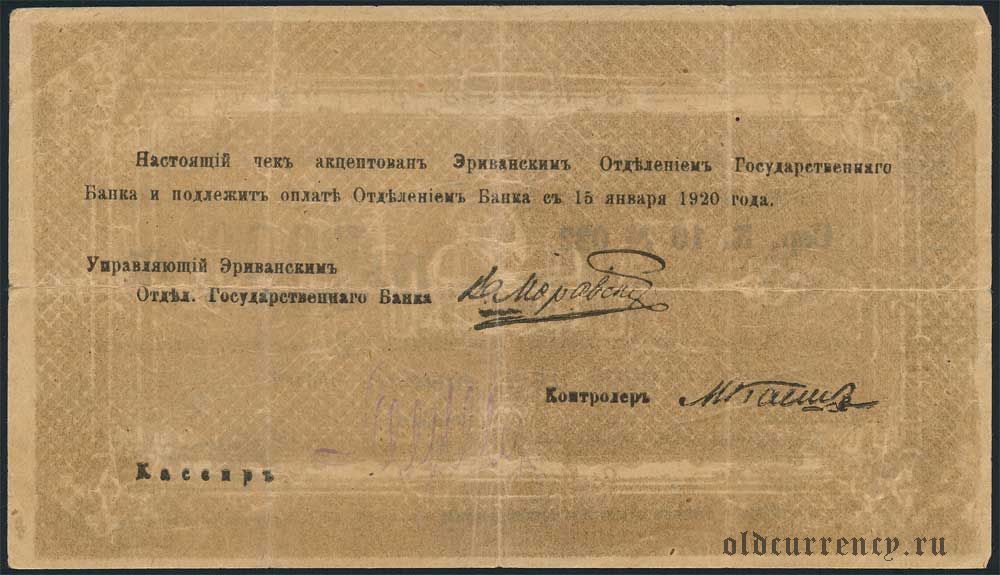 Настоящій чекъ акцептованъ Эриванскимъ Отдѣленіемъ Государственнаго
Банка и подлежитъ оплатѣ Отдѣленіемъ Банка съ 15 января 1920 года.
Управляющій Эриванскимъ
Отдѣл. Государственнаго Банка
Контролеръ
Кассиръ
oldcurrency.ru